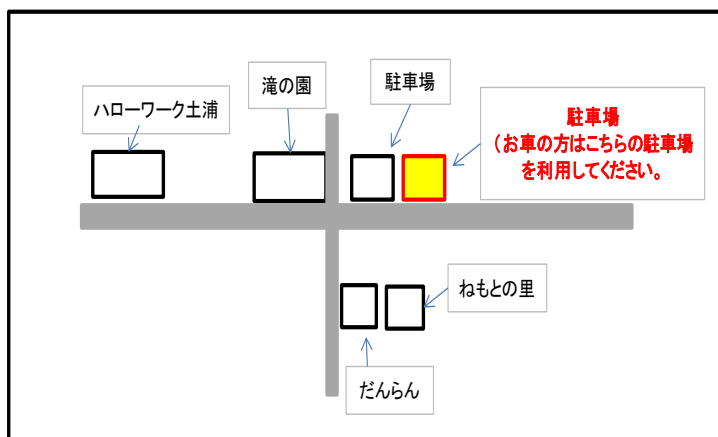 ハローワーク土浦
滝の園
駐車場
駐車場
（お車の方はこちらの駐車場
を利用してください。
ねもとの里
だんらん